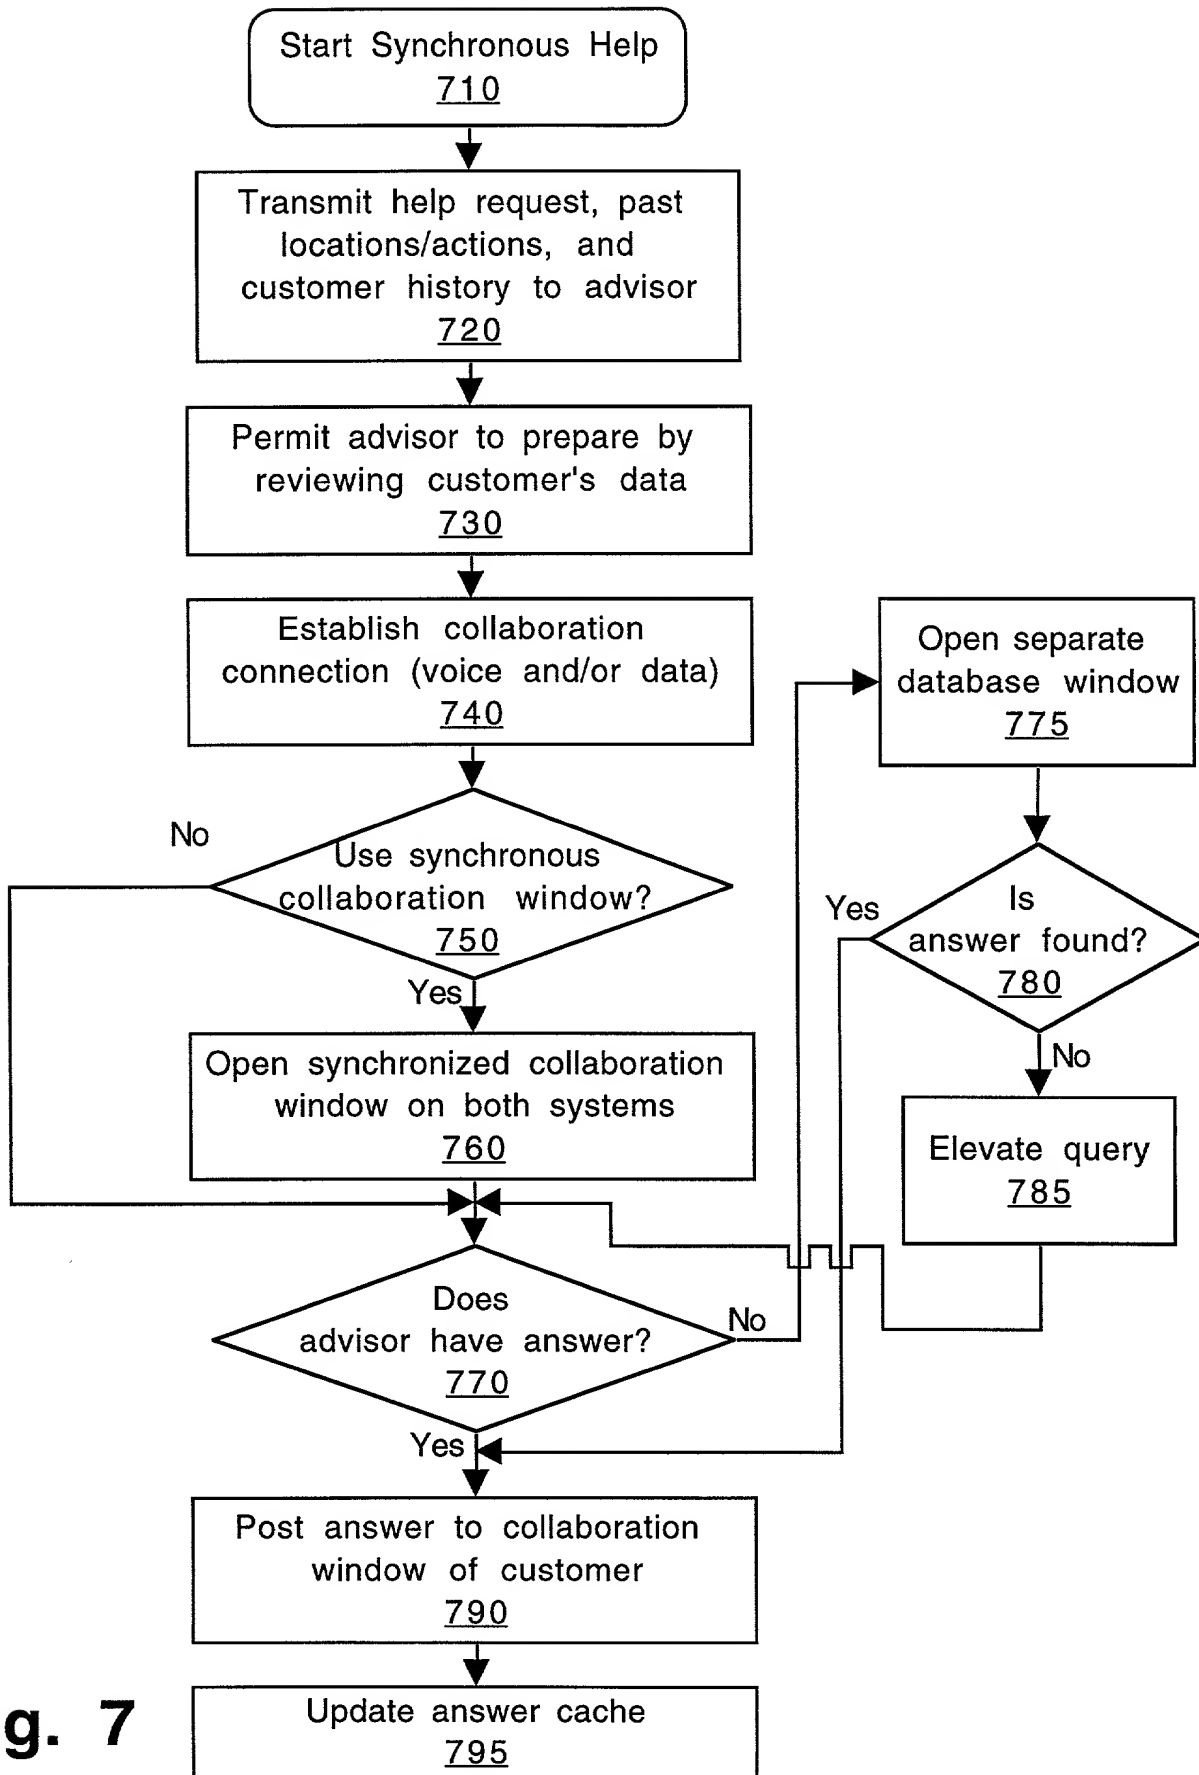 Start Synchronous Help
710
Transmit help request, past
locations/actions, and
customer history to advisor
720
Permit advisor to prepare by
reviewing customer's data
730
Establish collaboration
connection (voice and/or data)
740
No
Use synchronous
collaboration window?
750
Yes
Open synchronized collaboration
window on both systems
760
Does
advisor have answer?
770
No
Yes
Open separate
database window
775
Is
answer found?
780
Yes
No
Elevate query
785
Post answer to collaboration
window of customer
790
Update answer cache
795
g. 7